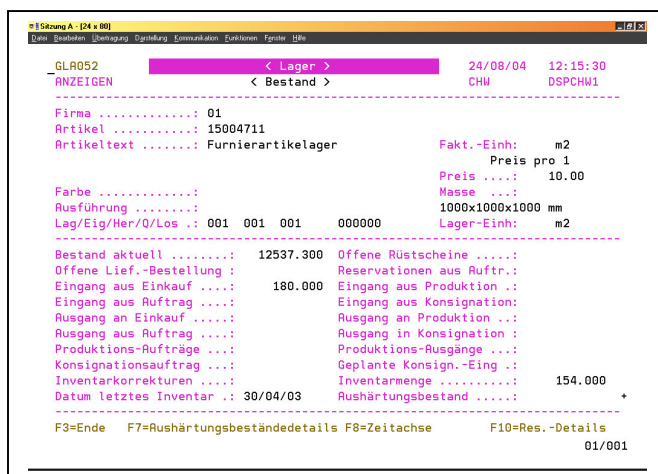 Sitzung A - [24 x 80]
Datei Bearbeiten Übertragung Darstellung Kommunikation Funktionen Fenster Hilfe
GLA052 < Lager > 24/08/04 12:15:30
ANZEIGEN < Bestand > CHW DSPCHW1
Firma .............: 01
Artikel ...........: 15004711
Artikeltext .......: Furnierartikelager Fakt.-Einh: m2
Preis pro 1
Preis ....: 10.00
Farbe .............: Masse ...:
Ausführung ........: 1000x1000x1000 mm
Lag/Eig/Her/Q/Los .: 001 001 001 000000 Lager-Einh: m2
Bestand aktuell ........: 12537.300 Offene Rüstscheine .....:
Offene Lief.-Bestellung : Reservationen aus Auftr.:
Eingang aus Einkauf ....: 180.000 Eingang aus Produktion .:
Eingang aus Auftrag ....: Eingang aus Konsignation:
Ausgang an Einkauf .....: Ausgang an Produktion ..:
Ausgang aus Auftrag ....: Ausgang in Konsignation :
Produktions-Aufträge ...: Produktions-Ausgänge ...:
Konsignationsauftrag ...: Geplante Konsign.-Eing .:
Inventarkorrekturen ....: Inventarmenge ..........: 154.000
Datum letztes Inventar .: 30/04/03 Aushärtungsbestand .....: +
F3=Ende F7=Aushärtungsbeständedetails F8=Zeitachse F10=Res.-Details
01/001